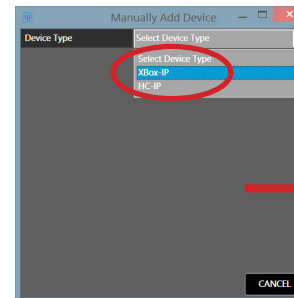 Manually Add Device
Device Type
Select Device Type
Select Device Type
XBox-IP
HC-IP
CANCEL